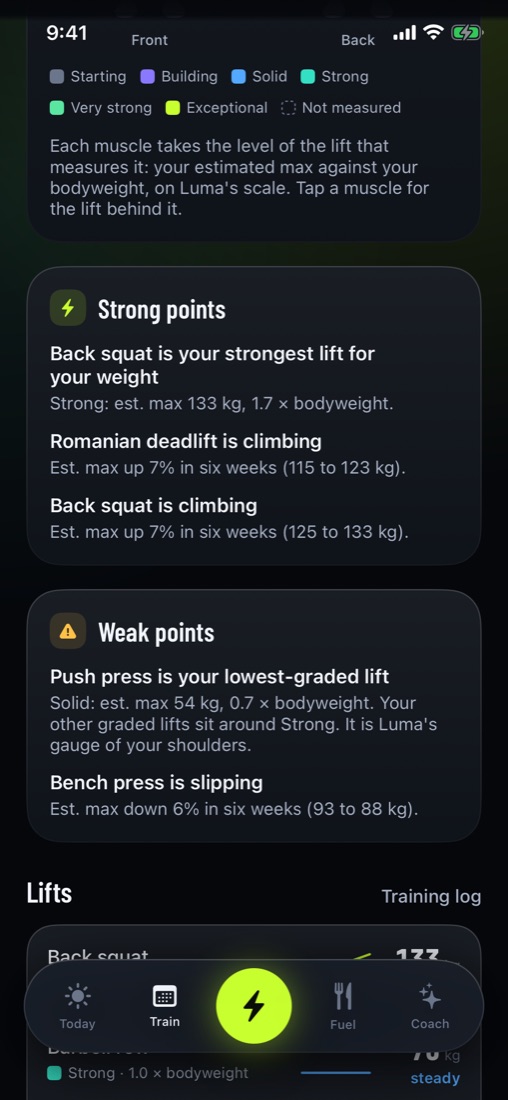 9:41
Front Back
Starting Building Solid Strong
Very strong Exceptional Not measured
Each muscle takes the level of the lift that
measures it: your estimated max against your
bodyweight, on Luma's scale. Tap a muscle for
the lift behind it.
Strong points
Back squat is your strongest lift for
your weight
Strong: est. max 133 kg, 1.7 × bodyweight.
Romanian deadlift is climbing
Est. max up 7% in six weeks (115 to 123 kg).
Back squat is climbing
Est. max up 7% in six weeks (125 to 133 kg).
Weak points
Push press is your lowest-graded lift
Solid: est. max 54 kg, 0.7 × bodyweight. Your
other graded lifts sit around Strong. It is Luma's
gauge of your shoulders.
Bench press is slipping
Est. max down 6% in six weeks (93 to 88 kg).
Lifts Training log
Back squat 133
Today Train Fuel Coach
kg
Strong · 1.0 × bodyweight steady